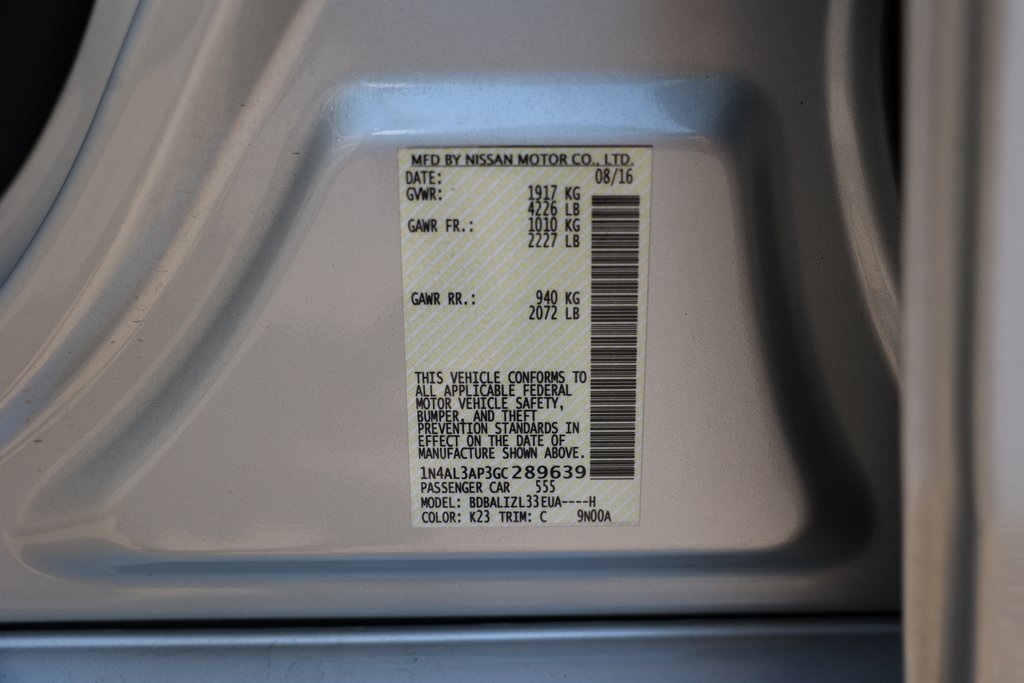 MFD BY NISSAN MOTOR CO., LTD.
DATE: 08/16
GVWR: 1917 KG
4226 LB
GAWR FR.: 1010 KG
2227 LB
GAWR RR.: 940 KG
2072 LB
THIS VEHICLE CONFORMS TO
ALL APPLICABLE FEDERAL
MOTOR VEHICLE SAFETY,
BUMPER, AND THEFT
PREVENTION STANDARDS IN
EFFECT ON THE DATE OF
MANUFACTURE SHOWN ABOVE.
1N4AL3AP3GC289639
PASSENGER CAR 555
MODEL: BDBALIZL33EUA----H
COLOR: K23 TRIM: C 9N00A